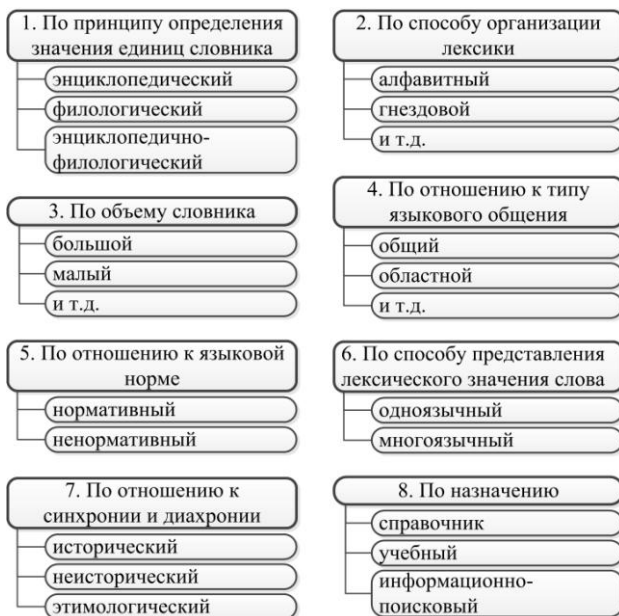 1. По принципу определения
значения единиц словника
энциклопедический
филологический
энциклопедично-
филологический
2. По способу организации
лексики
алфавитный
гнездовой
и т.д.
3. По объему словника
большой
малый
и т.д.
4. По отношению к типу
языкового общения
общий
областной
и т.д.
5. По отношению к языковой
норме
нормативный
ненормативный
6. По способу представления
лексического значения слова
одноязычный
многоязычный
7. По отношению к
синхронии и диахронии
исторический
неисторический
этимологический
8. По назначению
справочник
учебный
информационно-
поисковый